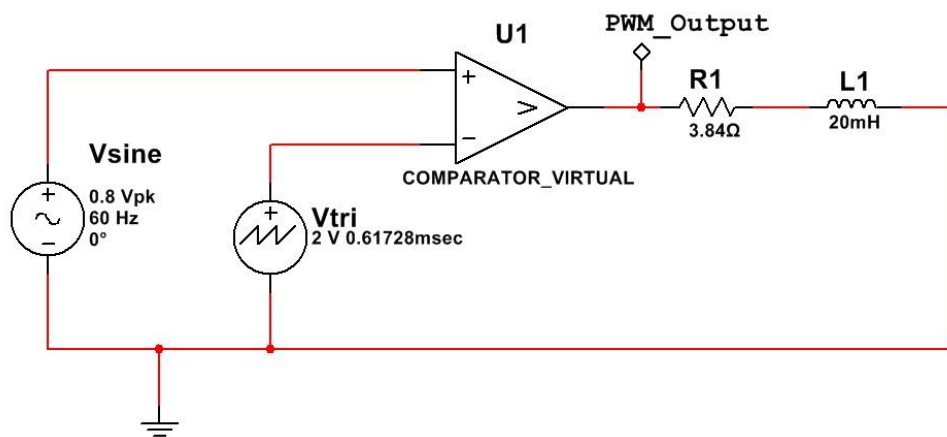 PWM_Output
U1
R1
L1
+
>
3.84Ω
20mH
−
COMPARATOR_VIRTUAL
Vsine
+
0.8 Vpk
60 Hz
0°
−
+
Vtri
2 V 0.61728msec